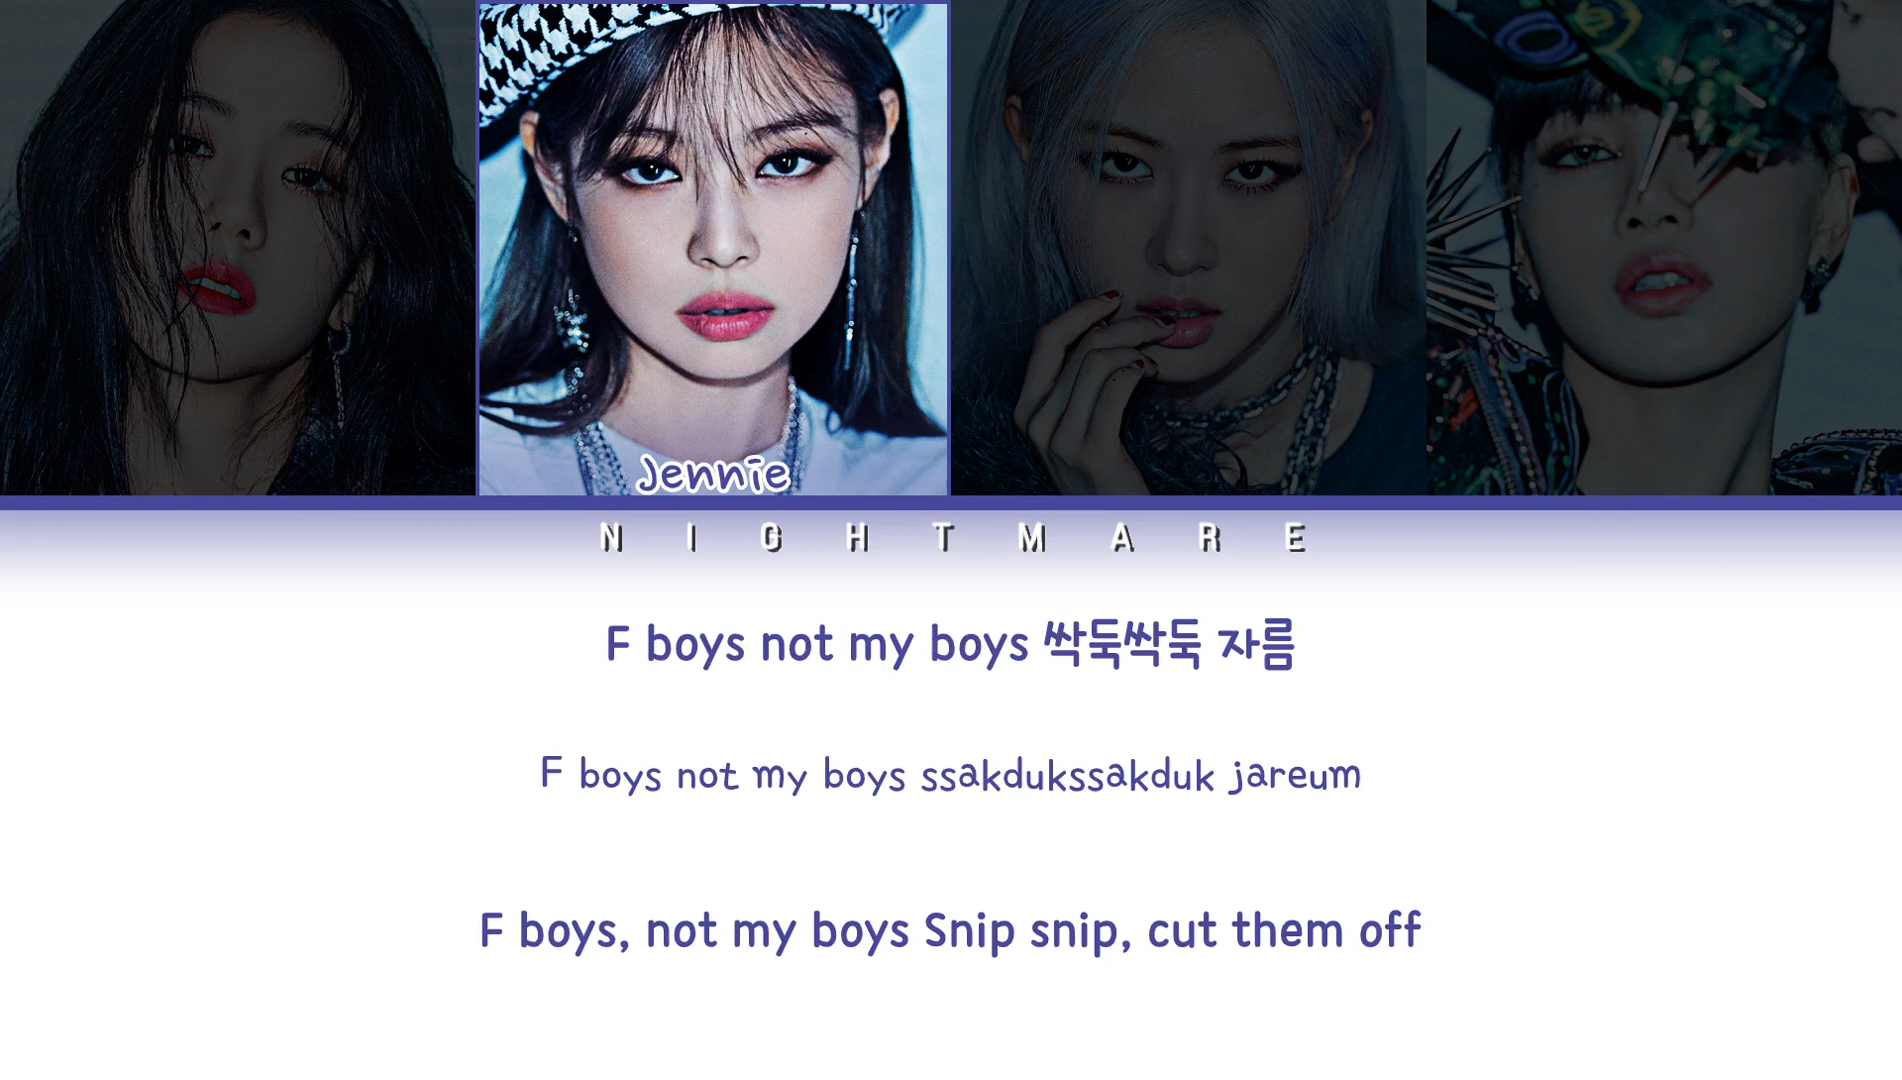 Jennie
NIGHTMARE
F boys not my boys 싹둑싹둑 자름
F boys not my boys ssakdukssakduk jareum
F boys, not my boys Snip snip, cut them off